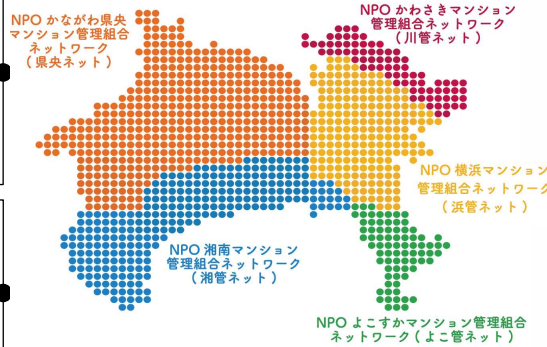 NPO かながわ県央
マンション管理組合
ネットワーク
（県央ネット）
NPO かわさきマンション
管理組合ネットワーク
（川管ネット）
NPO 横浜マンション
管理組合ネットワーク
（浜管ネット）
NPO 湘南マンション
管理組合ネットワーク
（湘管ネット）
NPO よこすかマンション管理組合
ネットワーク（よこ管ネット）